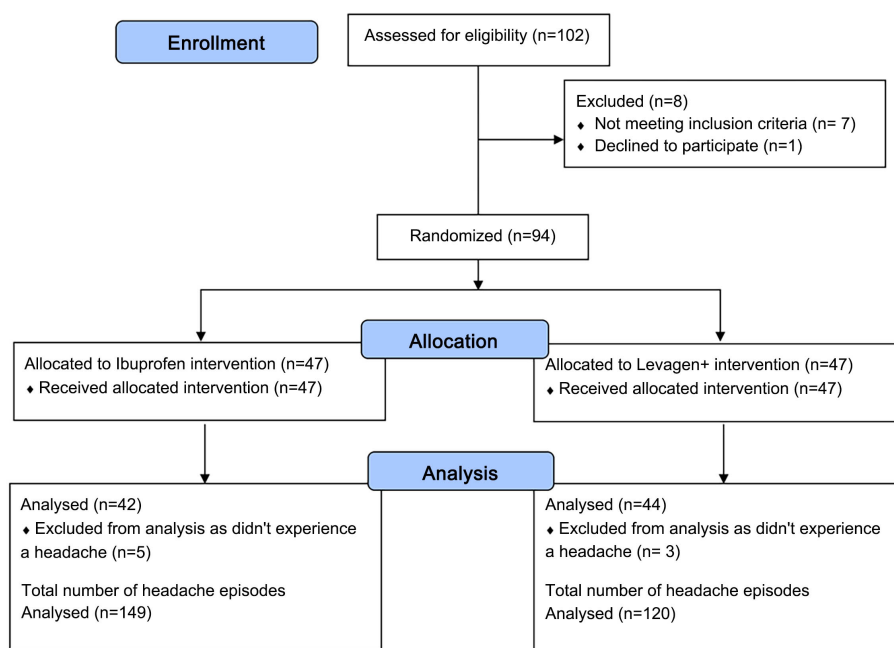 Enrollment
Assessed for eligibility (n=102)
Excluded (n=8)
♦ Not meeting inclusion criteria (n= 7)
♦ Declined to participate (n=1)
Randomized (n=94)
Allocation
Allocated to Ibuprofen intervention (n=47)
♦ Received allocated intervention (n=47)
Allocated to Levagen+ intervention (n=47)
♦ Received allocated intervention (n=47)
Analysis
Analysed (n=42)
♦ Excluded from analysis as didn't experience
a headache (n=5)
Total number of headache episodes
Analysed (n=149)
Analysed (n=44)
♦ Excluded from analysis as didn't experience
a headache (n= 3)
Total number of headache episodes
Analysed (n=120)